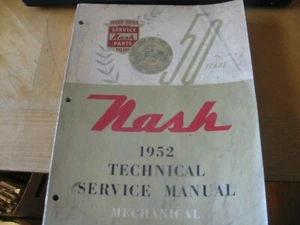 SERVICE
Nash
PARTS
50
YEARS
Nash
1952
TECHNICAL
SERVICE MANUAL
MECHANICAL